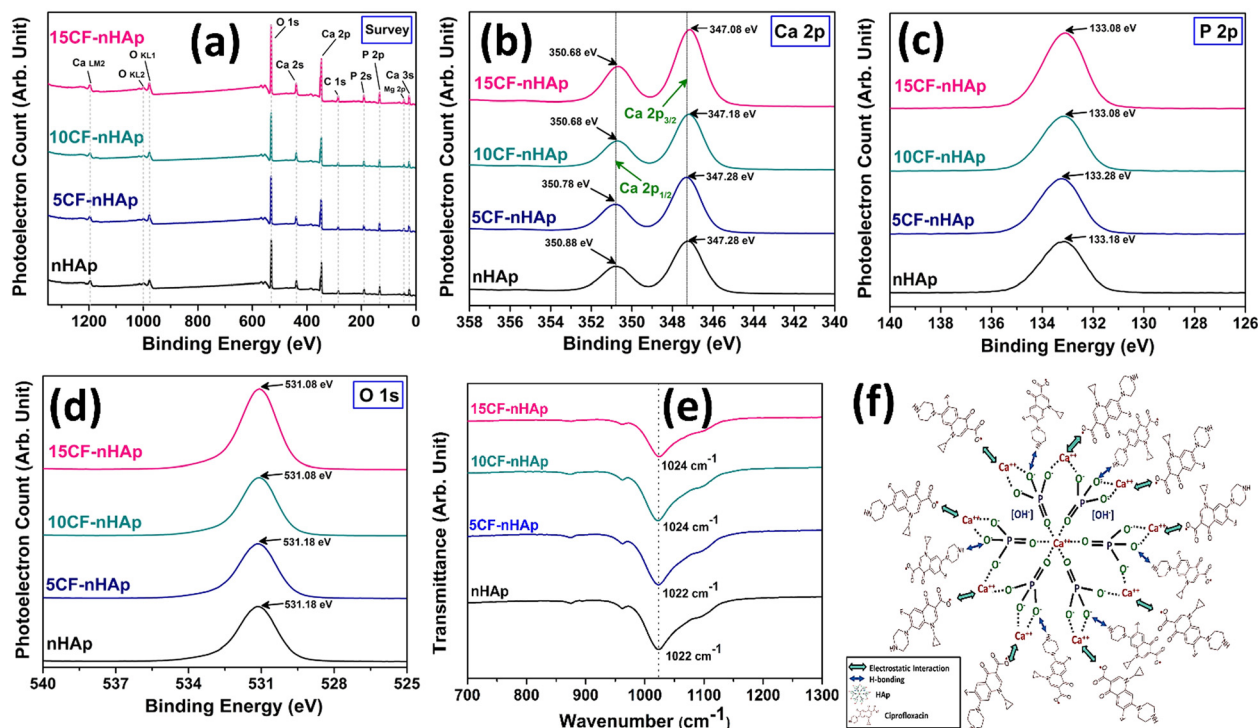 (a)
Survey
15CF-nHAp
10CF-nHAp
5CF-nHAp
nHAp
Ca LM2
O KL2
O KL1
O 1s
Ca 2s
Ca 2p
C 1s
P 2s
P 2p
Mg 2p
Ca 3s
Photoelectron Count (Arb. Unit)
1200 1000 800 600 400 200 0
Binding Energy (eV)
(b)
Ca 2p
15CF-nHAp
350.68 eV
347.08 eV
Ca 2p3/2
10CF-nHAp
350.68 eV
347.18 eV
Ca 2p1/2
5CF-nHAp
350.78 eV
347.28 eV
nHAp
350.88 eV
347.28 eV
Photoelectron Count (Arb. Unit)
358 356 354 352 350 348 346 344 342 340
Binding Energy (eV)
(c)
P 2p
15CF-nHAp
133.08 eV
10CF-nHAp
133.08 eV
5CF-nHAp
133.28 eV
nHAp
133.18 eV
Photoelectron Count (Arb. Unit)
140 138 136 134 132 130 128 126
Binding Energy (eV)
(d)
O 1s
15CF-nHAp
531.08 eV
10CF-nHAp
531.08 eV
5CF-nHAp
531.18 eV
nHAp
531.18 eV
Photoelectron Count (Arb. Unit)
540 537 534 531 528 525
Binding Energy (eV)
(e)
15CF-nHAp
1024 cm-1
10CF-nHAp
1024 cm-1
5CF-nHAp
1022 cm-1
nHAp
1022 cm-1
Transmittance (Arb. Unit)
700 800 900 1000 1100 1200 1300
Wavenumber (cm-1)
(f)
Ca++
[OH-] [OH-]
Electrostatic Interaction
H-bonding
HAp
Ciprofloxacin